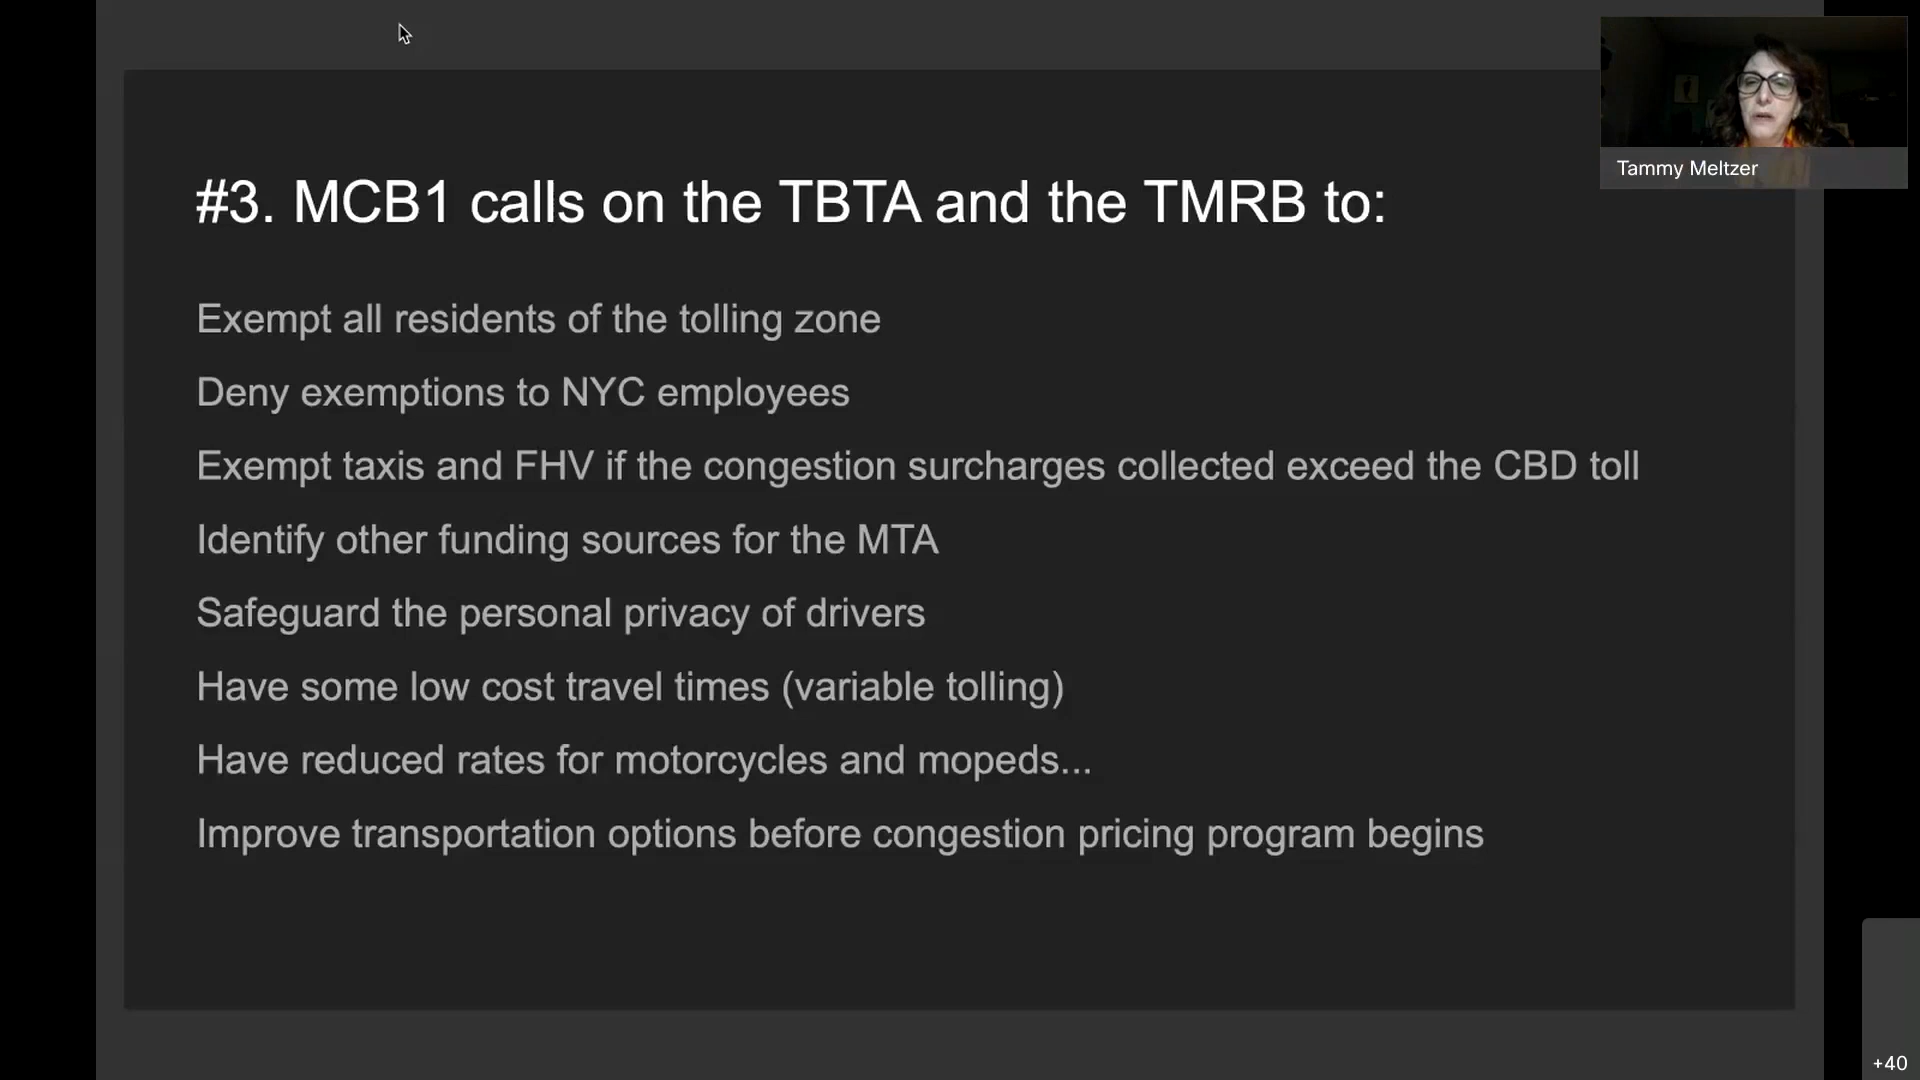 Tammy Meltzer
#3. MCB1 calls on the TBTA and the TMRB to:
Exempt all residents of the tolling zone
Deny exemptions to NYC employees
Exempt taxis and FHV if the congestion surcharges collected exceed the CBD toll
Identify other funding sources for the MTA
Safeguard the personal privacy of drivers
Have some low cost travel times (variable tolling)
Have reduced rates for motorcycles and mopeds...
Improve transportation options before congestion pricing program begins
+40